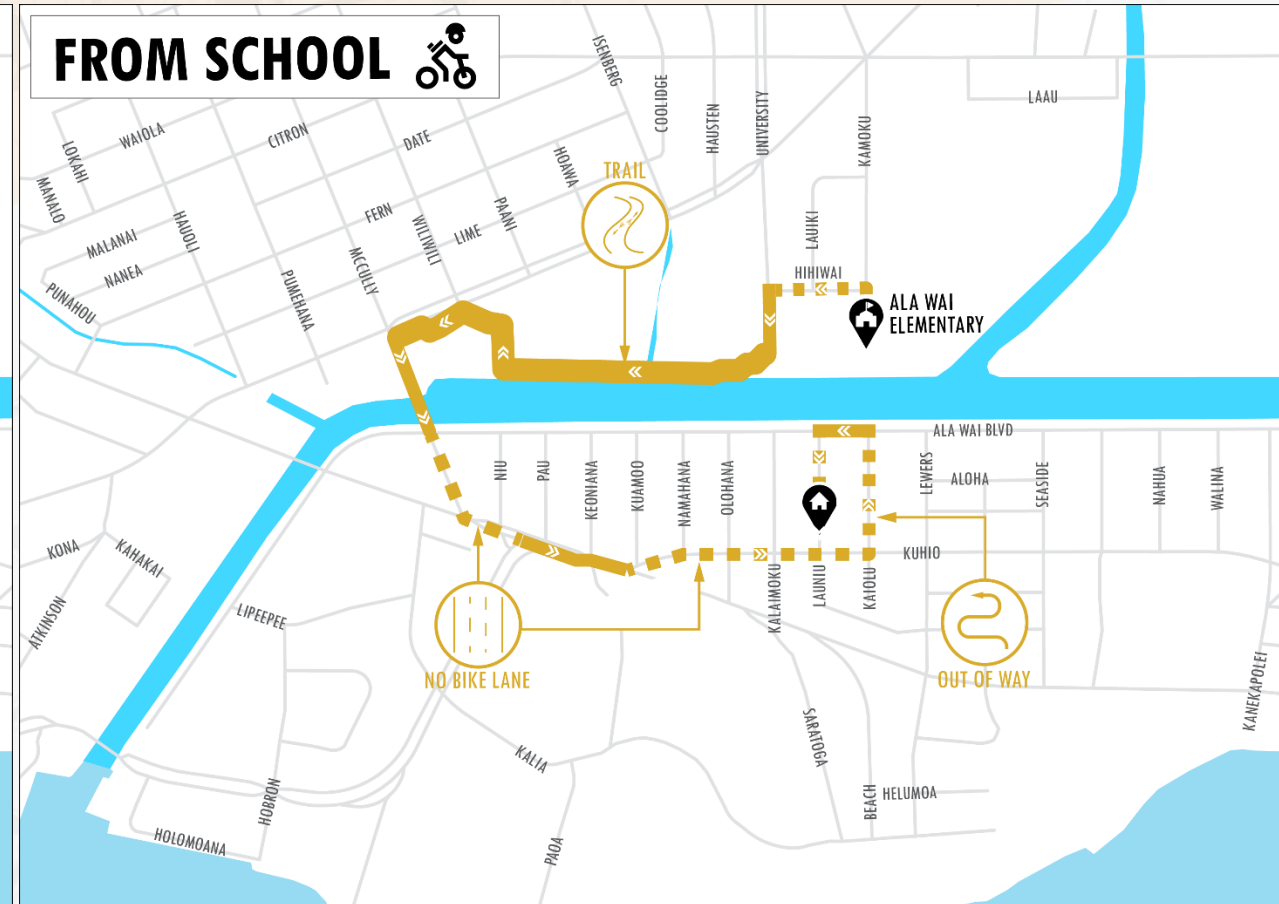 FROM SCHOOL
ISENBERG
COOLIDGE
HAUSTEN
UNIVERSITY
KAMOKU
LAAU
WAIOLA
CITRON
DATE
LOKAHI
MANALO
HOAWA
TRAIL
HAUOLI
FERN
WILIWILI
LIME
PAANI
LAUIKI
MALANAI
NANEA
MCCULLY
PUNAHOU
PUMEHANA
HIHIWAI
ALA WAI
ELEMENTARY
ALA WAI BLVD
NIU
PAU
KEONIANA
KUAMOO
NAMAHANA
OLOHANA
LEWERS
ALOHA
SEASIDE
NAHUA
WALINA
KONA
KAHAKAI
KUHIO
ATKINSON
LIPEEPEE
KALAIMOKU
LAUNIU
KAIOLU
NO BIKE LANE
OUT OF WAY
KANEKAPOLEI
SARATOGA
KALIA
HOBRON
BEACH
HELUMOA
HOLOMOANA
PAOA